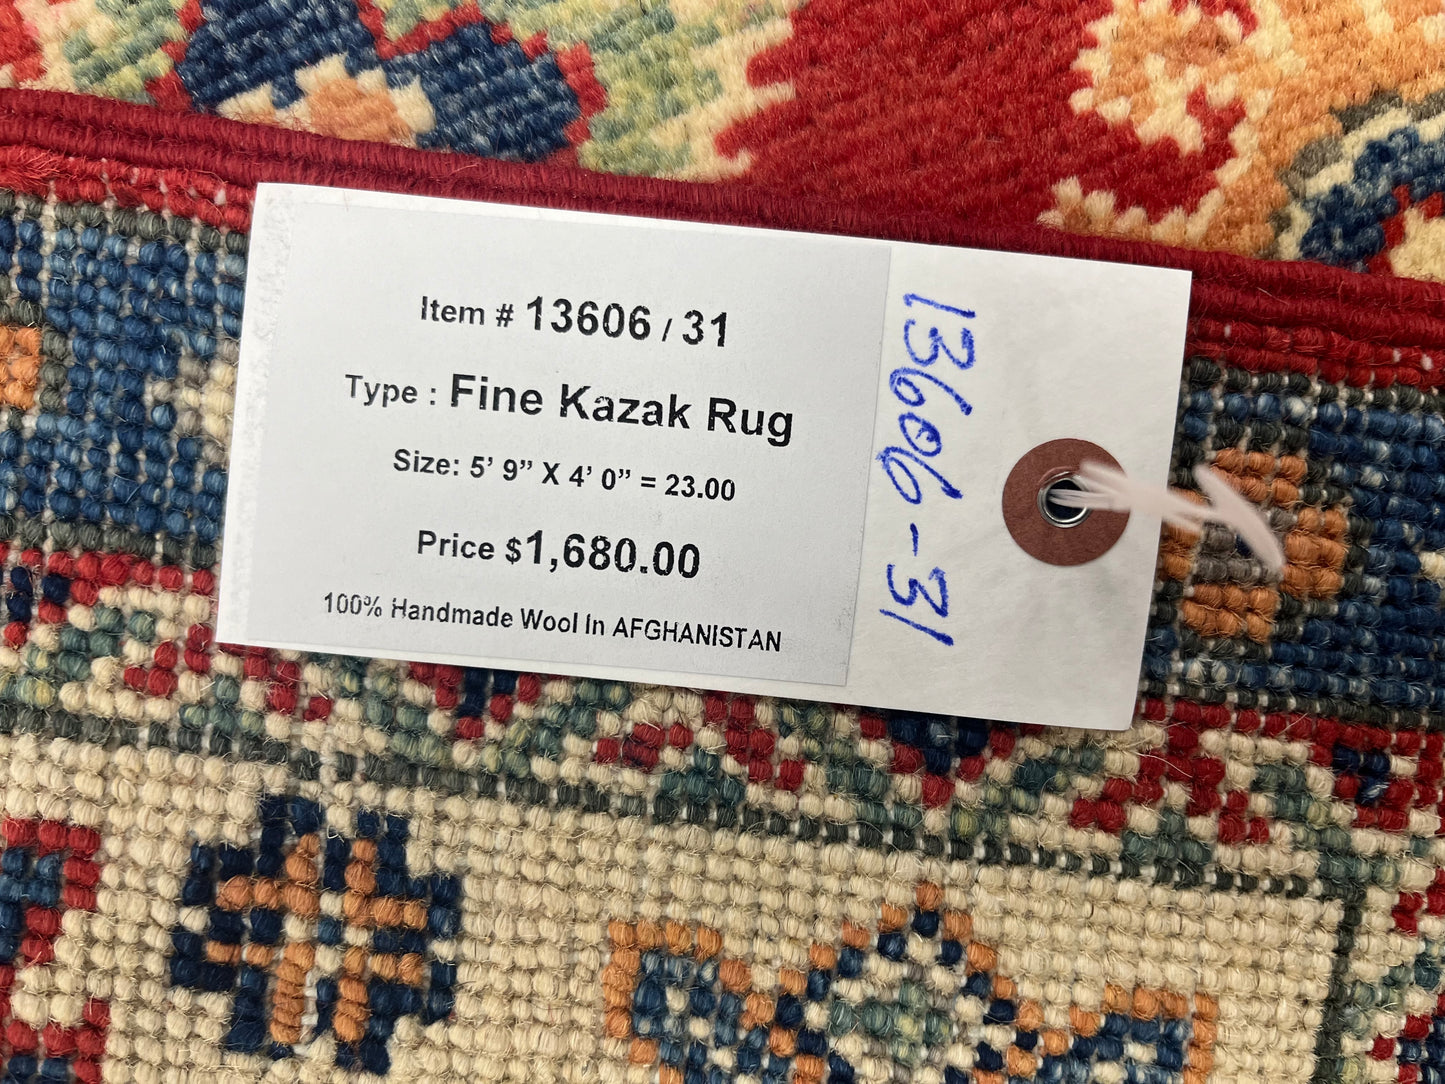 Item # 13606 / 31
Type : Fine Kazak Rug
Size: 5’ 9” X 4’ 0” = 23.00
Price $1,680.00
100% Handmade Wool In AFGHANISTAN
13606-31